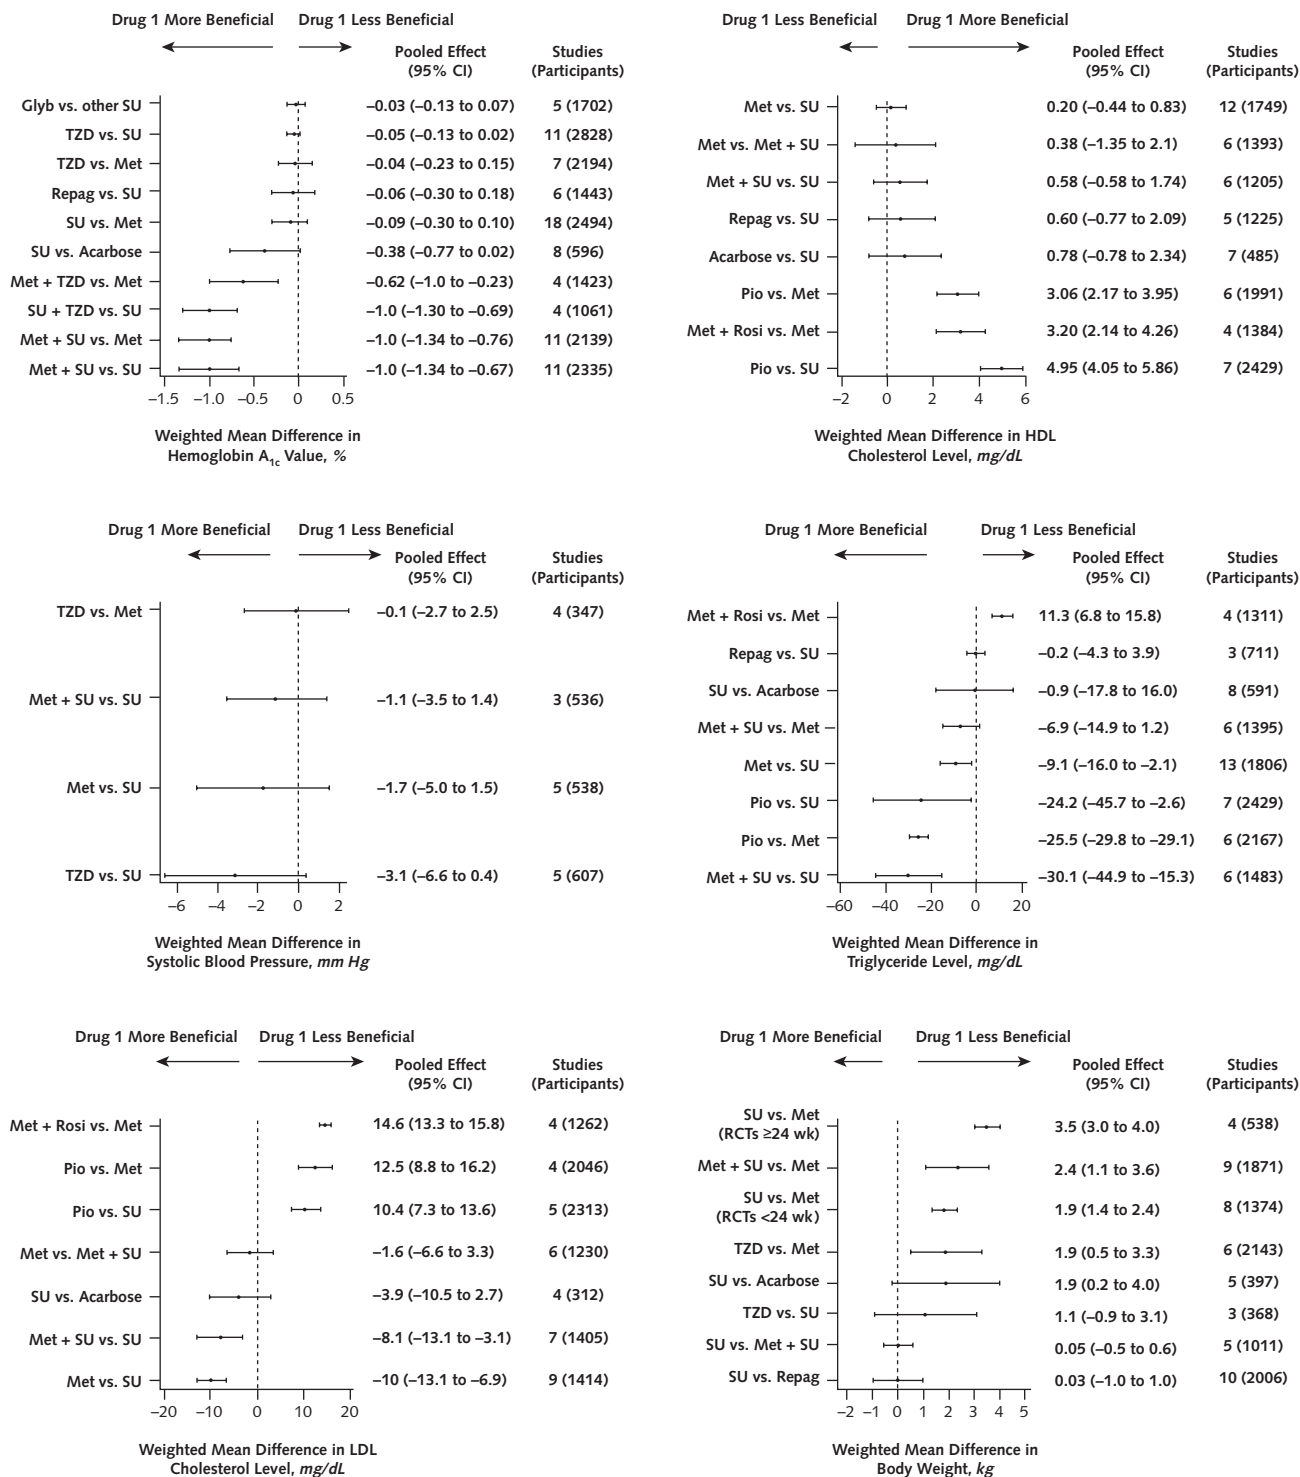 Drug 1 More Beneficial Drug 1 Less Beneficial
Pooled Effect (95% CI) Studies (Participants)
Glyb vs. other SU –0.03 (–0.13 to 0.07) 5 (1702)
TZD vs. SU –0.05 (–0.13 to 0.02) 11 (2828)
TZD vs. Met –0.04 (–0.23 to 0.15) 7 (2194)
Repag vs. SU –0.06 (–0.30 to 0.18) 6 (1443)
SU vs. Met –0.09 (–0.30 to 0.10) 18 (2494)
SU vs. Acarbose –0.38 (–0.77 to 0.02) 8 (596)
Met + TZD vs. Met –0.62 (–1.0 to –0.23) 4 (1423)
SU + TZD vs. SU –1.0 (–1.30 to –0.69) 4 (1061)
Met + SU vs. Met –1.0 (–1.34 to –0.76) 11 (2139)
Met + SU vs. SU –1.0 (–1.34 to –0.67) 11 (2335)
–1.5 –1.0 –0.5 0 0.5
Weighted Mean Difference in
Hemoglobin A1c Value, %
Drug 1 Less Beneficial Drug 1 More Beneficial
Pooled Effect (95% CI) Studies (Participants)
Met vs. SU 0.20 (–0.44 to 0.83) 12 (1749)
Met vs. Met + SU 0.38 (–1.35 to 2.1) 6 (1393)
Met + SU vs. SU 0.58 (–0.58 to 1.74) 6 (1205)
Repag vs. SU 0.60 (–0.77 to 2.09) 5 (1225)
Acarbose vs. SU 0.78 (–0.78 to 2.34) 7 (485)
Pio vs. Met 3.06 (2.17 to 3.95) 6 (1991)
Met + Rosi vs. Met 3.20 (2.14 to 4.26) 4 (1384)
Pio vs. SU 4.95 (4.05 to 5.86) 7 (2429)
–2 0 2 4 6
Weighted Mean Difference in HDL
Cholesterol Level, mg/dL
Drug 1 More Beneficial Drug 1 Less Beneficial
Pooled Effect (95% CI) Studies (Participants)
TZD vs. Met –0.1 (–2.7 to 2.5) 4 (347)
Met + SU vs. SU –1.1 (–3.5 to 1.4) 3 (536)
Met vs. SU –1.7 (–5.0 to 1.5) 5 (538)
TZD vs. SU –3.1 (–6.6 to 0.4) 5 (607)
–6 –4 –2 0 2
Weighted Mean Difference in
Systolic Blood Pressure, mm Hg
Drug 1 More Beneficial Drug 1 Less Beneficial
Pooled Effect (95% CI) Studies (Participants)
Met + Rosi vs. Met 11.3 (6.8 to 15.8) 4 (1311)
Repag vs. SU –0.2 (–4.3 to 3.9) 3 (711)
SU vs. Acarbose –0.9 (–17.8 to 16.0) 8 (591)
Met + SU vs. Met –6.9 (–14.9 to 1.2) 6 (1395)
Met vs. SU –9.1 (–16.0 to –2.1) 13 (1806)
Pio vs. SU –24.2 (–45.7 to –2.6) 7 (2429)
Pio vs. Met –25.5 (–29.8 to –29.1) 6 (2167)
Met + SU vs. SU –30.1 (–44.9 to –15.3) 6 (1483)
–60 –40 –20 0 20
Weighted Mean Difference in
Triglyceride Level, mg/dL
Drug 1 More Beneficial Drug 1 Less Beneficial
Pooled Effect (95% CI) Studies (Participants)
Met + Rosi vs. Met 14.6 (13.3 to 15.8) 4 (1262)
Pio vs. Met 12.5 (8.8 to 16.2) 4 (2046)
Pio vs. SU 10.4 (7.3 to 13.6) 5 (2313)
Met vs. Met + SU –1.6 (–6.6 to 3.3) 6 (1230)
SU vs. Acarbose –3.9 (–10.5 to 2.7) 4 (312)
Met + SU vs. SU –8.1 (–13.1 to –3.1) 7 (1405)
Met vs. SU –10 (–13.1 to –6.9) 9 (1414)
–20 –10 0 10 20
Weighted Mean Difference in LDL
Cholesterol Level, mg/dL
Drug 1 More Beneficial Drug 1 Less Beneficial
Pooled Effect (95% CI) Studies (Participants)
SU vs. Met (RCTs ≥24 wk) 3.5 (3.0 to 4.0) 4 (538)
Met + SU vs. Met 2.4 (1.1 to 3.6) 9 (1871)
SU vs. Met (RCTs <24 wk) 1.9 (1.4 to 2.4) 8 (1374)
TZD vs. Met 1.9 (0.5 to 3.3) 6 (2143)
SU vs. Acarbose 1.9 (0.2 to 4.0) 5 (397)
TZD vs. SU 1.1 (–0.9 to 3.1) 3 (368)
SU vs. Met + SU 0.05 (–0.5 to 0.6) 5 (1011)
SU vs. Repag 0.03 (–1.0 to 1.0) 10 (2006)
–2 –1 0 1 2 3 4 5
Weighted Mean Difference in
Body Weight, kg